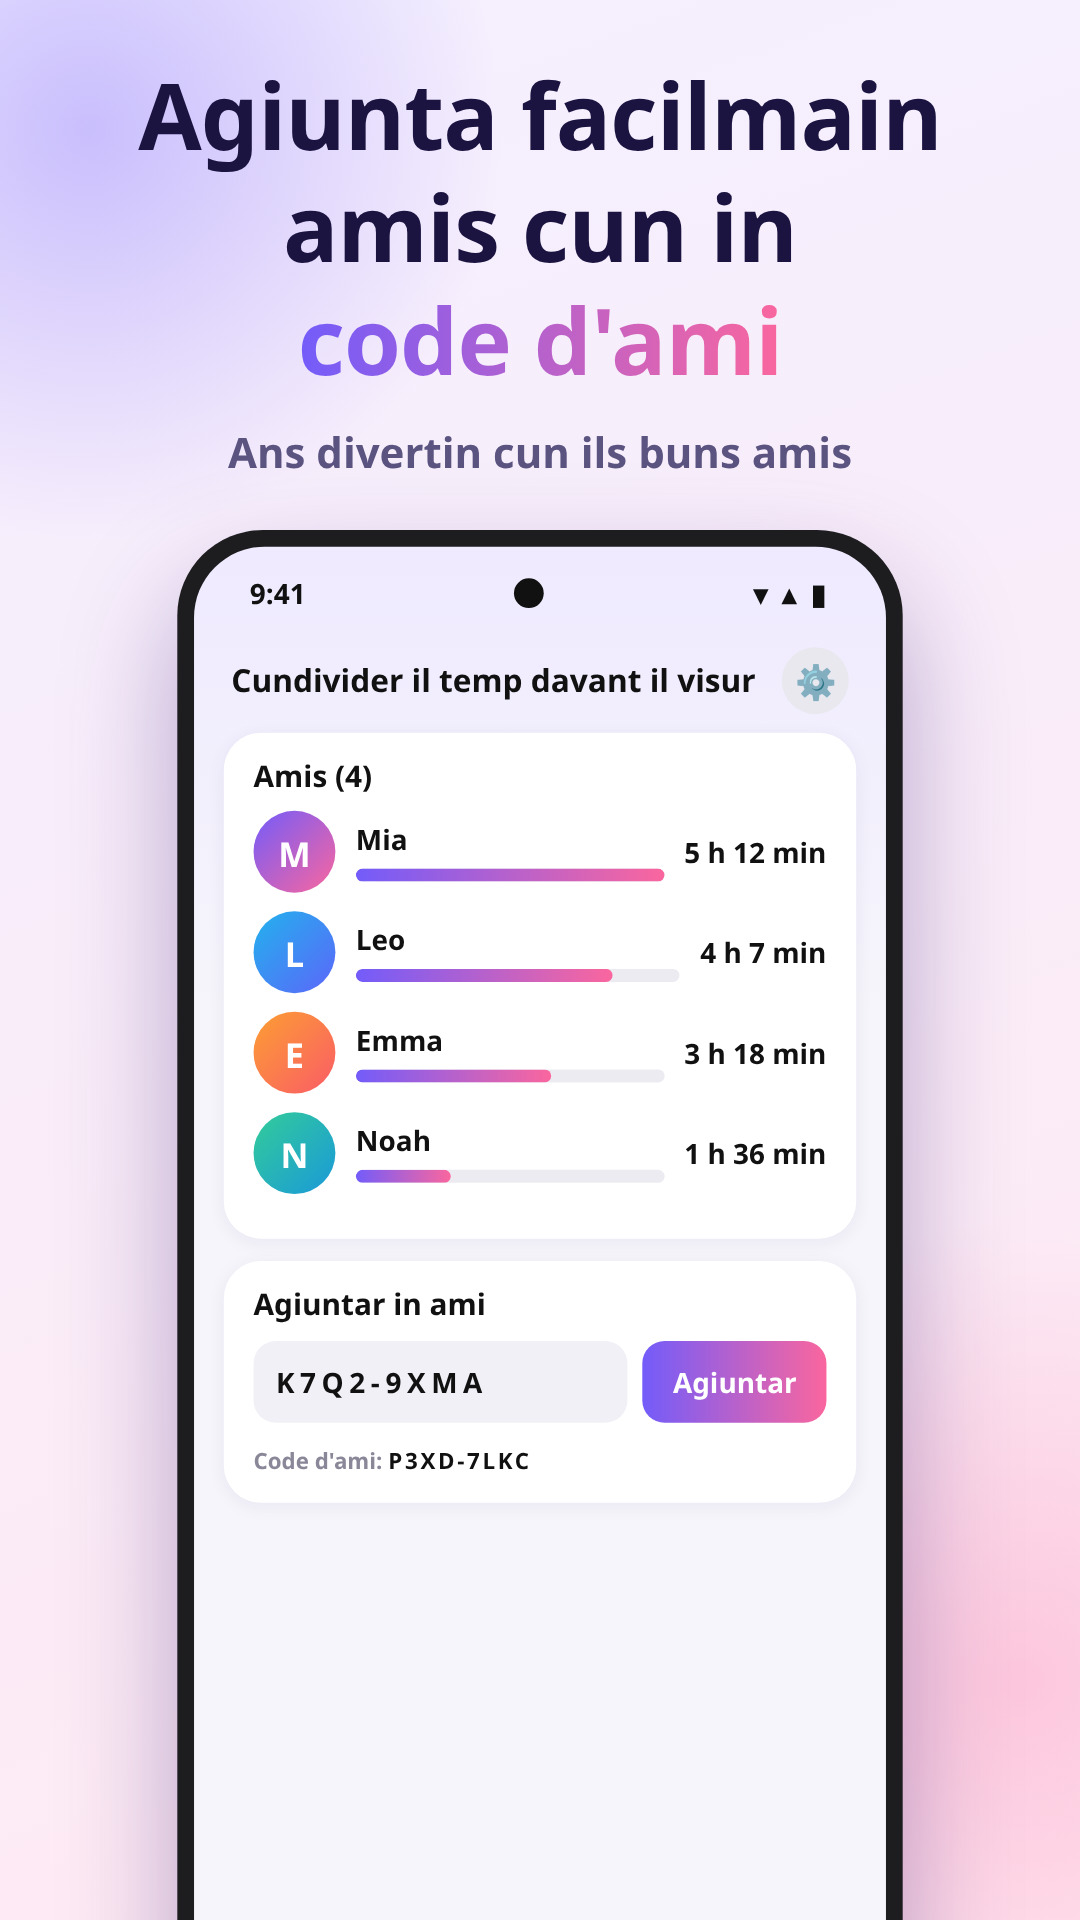 Agiunta facilmain
amis cun in
code d'ami
Ans divertin cun ils buns amis
9:41
Cundivider il temp davant il visur
Amis (4)
M
Mia
5 h 12 min
L
Leo
4 h 7 min
E
Emma
3 h 18 min
N
Noah
1 h 36 min
Agiuntar in ami
K7Q2-9XMA
Agiuntar
Code d'ami: P3XD-7LKC